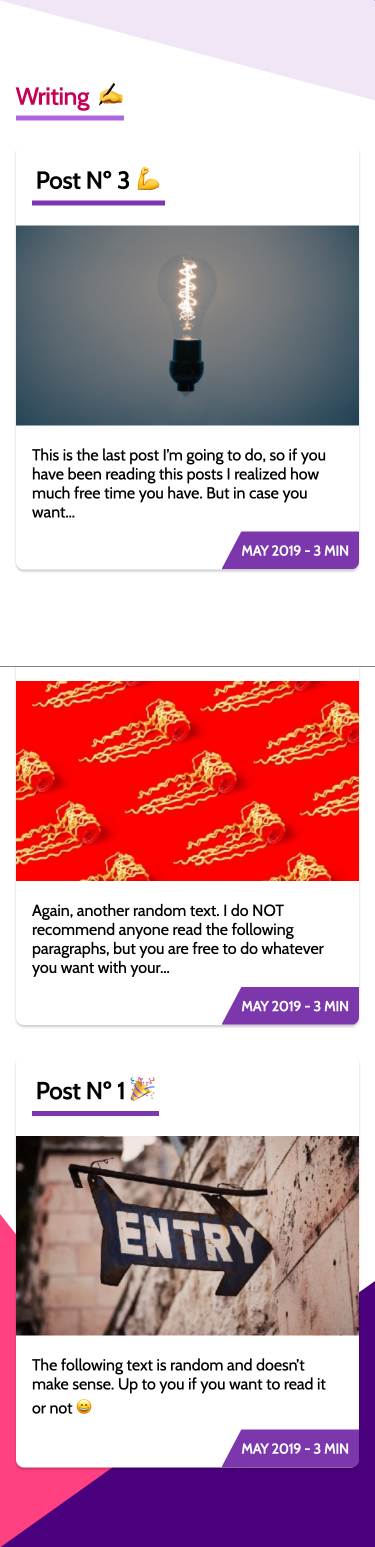 Writing ✍️
Post Nº 3 💪
This is the last post I'm going to do, so if you
have been reading this posts I realized how
much free time you have. But in case you
want...
MAY 2019 - 3 MIN
Again, another random text. I do NOT
recommend anyone read the following
paragraphs, but you are free to do whatever
you want with your...
MAY 2019 - 3 MIN
Post Nº 1 🎉
ENTRY
The following text is random and doesn't
make sense. Up to you if you want to read it
or not 😄
MAY 2019 - 3 MIN